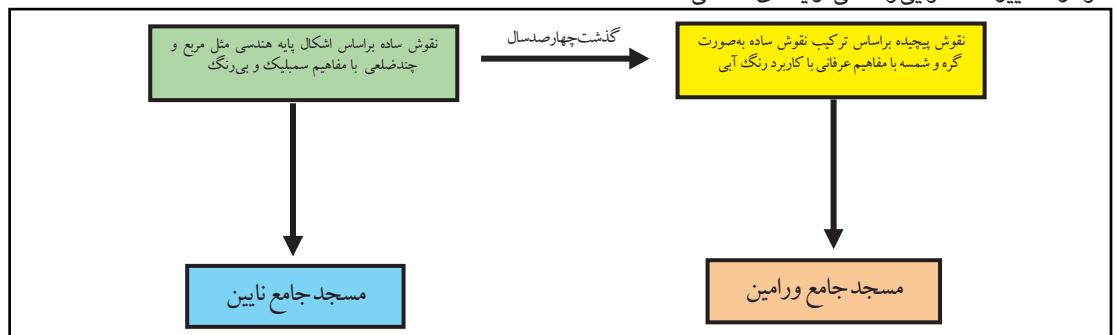 نقوش پیچیده براساس ترکیب نقوش ساده به‌صورت
گره و شمسه با مفاهیم عرفانی با کاربرد رنگ آبی
گذشت‌چهارصدسال
نقوش ساده براساس اشکال پایه هندسی مثل مربع و
چندضلعی با مفاهیم سمبلیک و بی‌رنگ
مسجد جامع ورامین
مسجد جامع نایین